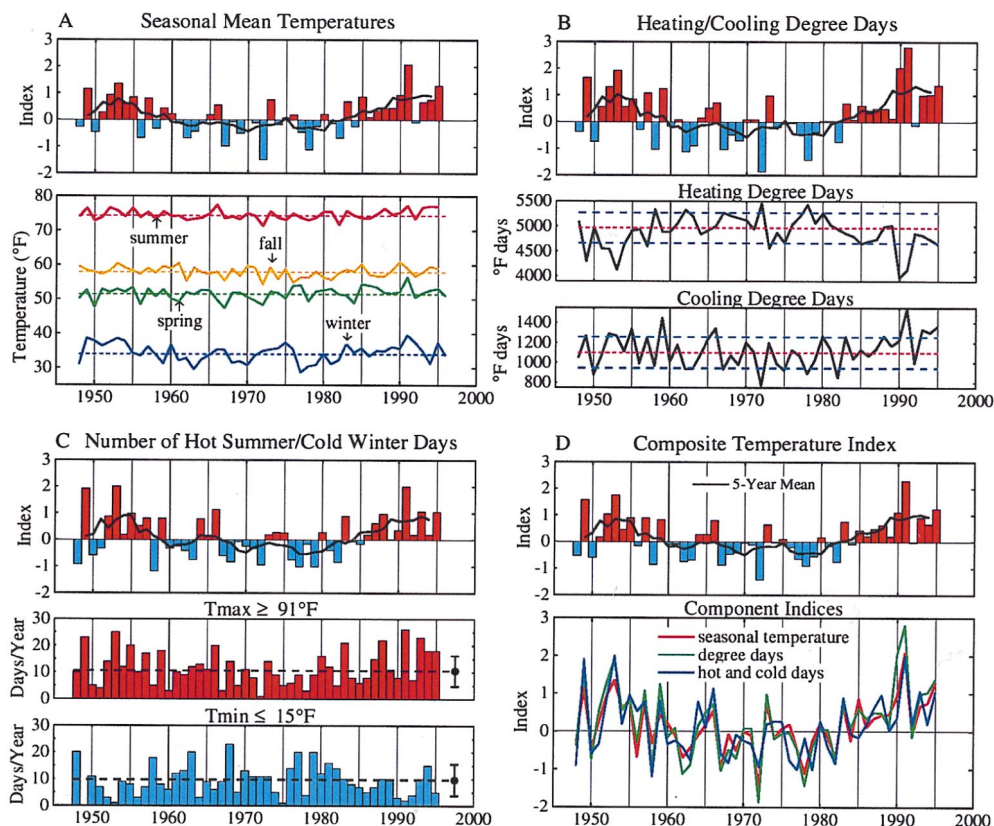 A Seasonal Mean Temperatures
3
2
1
0
-1
-2
Index
80
70
60
50
40
30
Temperature (°F)
summer
fall
spring
winter
1950 1960 1970 1980 1990 2000
B Heating/Cooling Degree Days
3
2
1
0
-1
-2
Index
Heating Degree Days
5500
5000
4500
4000
°F days
Cooling Degree Days
1400
1200
1000
800
°F days
1950 1960 1970 1980 1990 2000
C Number of Hot Summer/Cold Winter Days
3
2
1
0
-1
-2
Index
Tmax ≥ 91°F
30
20
10
0
Days/Year
Tmin ≤ 15°F
30
20
10
0
Days/Year
1950 1960 1970 1980 1990 2000
D Composite Temperature Index
3
2
1
0
-1
-2
Index
5-Year Mean
Component Indices
3
2
1
0
-1
-2
Index
seasonal temperature
degree days
hot and cold days
1950 1960 1970 1980 1990 2000